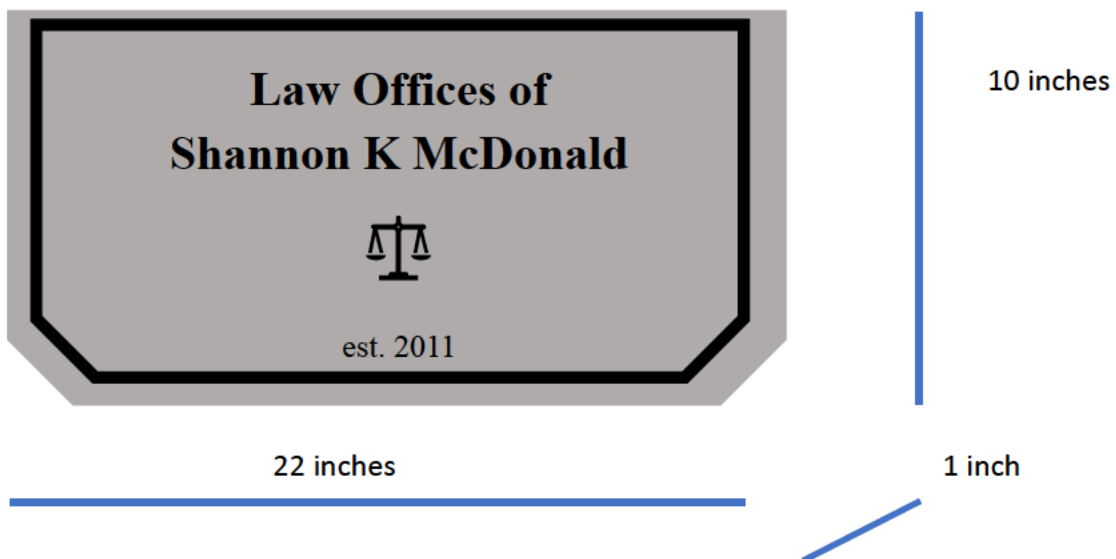 Law Offices of
Shannon K McDonald
est. 2011
10 inches
22 inches
1 inch